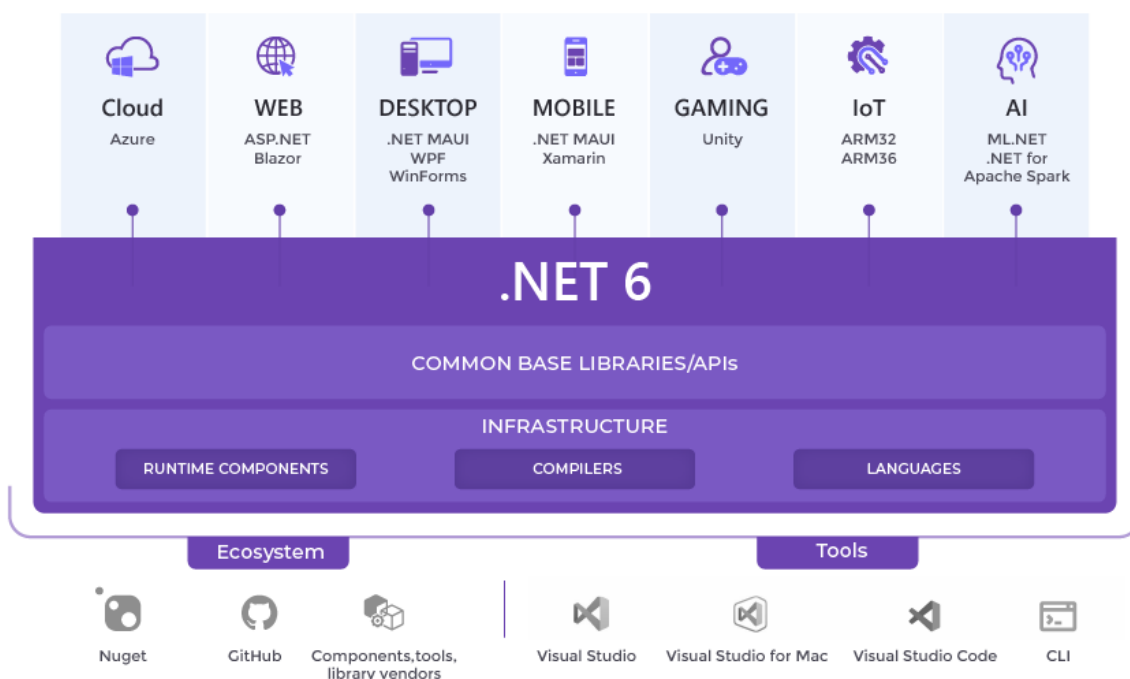 Cloud
Azure
WEB
ASP.NET
Blazor
DESKTOP
.NET MAUI
WPF
WinForms
MOBILE
.NET MAUI
Xamarin
GAMING
Unity
IoT
ARM32
ARM36
AI
ML.NET
.NET for
Apache Spark
.NET 6
COMMON BASE LIBRARIES/APIs
INFRASTRUCTURE
RUNTIME COMPONENTS
COMPILERS
LANGUAGES
Ecosystem
Tools
Nuget
GitHub
Components,tools,
library vendors
Visual Studio
Visual Studio for Mac
Visual Studio Code
CLI